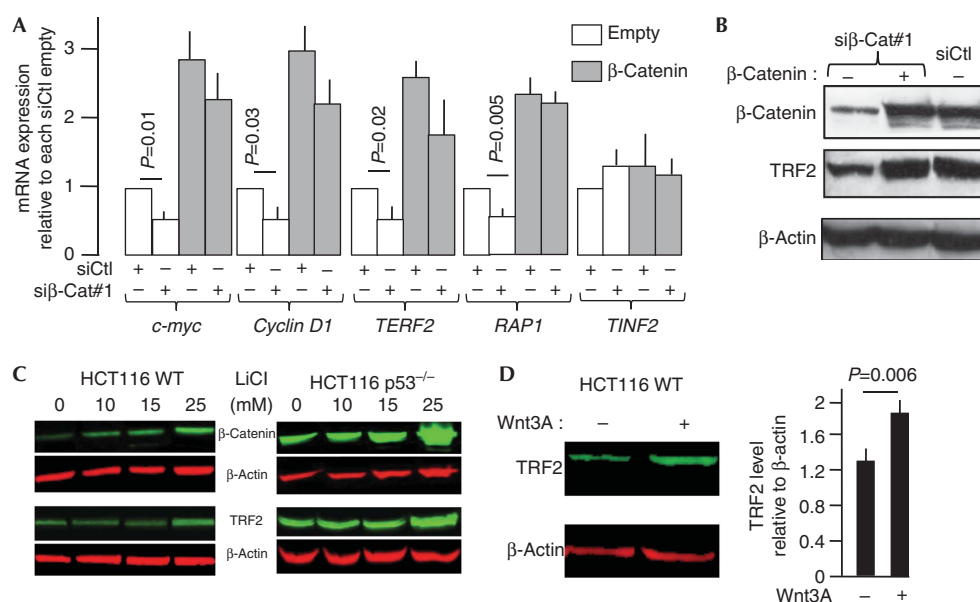 A
mRNA expression
relative to each siCtl empty
3
2
1
0
Empty
β-Catenin
P=0.01
P=0.03
P=0.02
P=0.005
siCtl + – + – + – + – + – + – + – + – + – + –
siβ-Cat#1 – + – + – + – + – + – + – + – + – + – +
c-myc Cyclin D1 TERF2 RAP1 TINF2
B
siβ-Cat#1 siCtl
β-Catenin : – + –
β-Catenin
TRF2
β-Actin
C
HCT116 WT LiCl HCT116 p53–/–
0 10 15 25 (mM) 0 10 15 25
β-Catenin
β-Actin
TRF2
β-Actin
D
HCT116 WT
Wnt3A : – +
TRF2
β-Actin
P=0.006
TRF2 level
relative to β-actin
2
1.6
1.2
0.8
0.4
0
Wnt3A – +